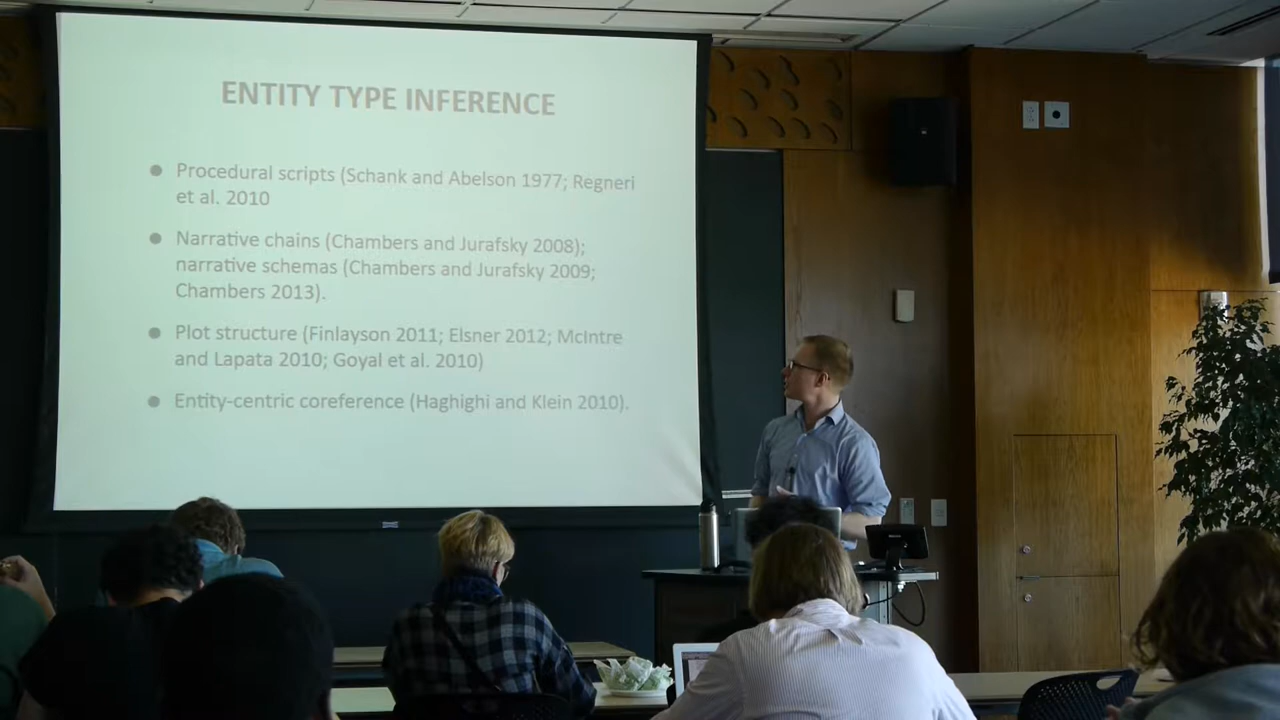 ENTITY TYPE INFERENCE
Procedural scripts (Schank and Abelson 1977; Regneri
et al. 2010
Narrative chains (Chambers and Jurafsky 2008);
narrative schemas (Chambers and Jurafsky 2009;
Chambers 2013).
Plot structure (Finlayson 2011; Elsner 2012; McIntre
and Lapata 2010; Goyal et al. 2010)
Entity-centric coreference (Haghighi and Klein 2010).